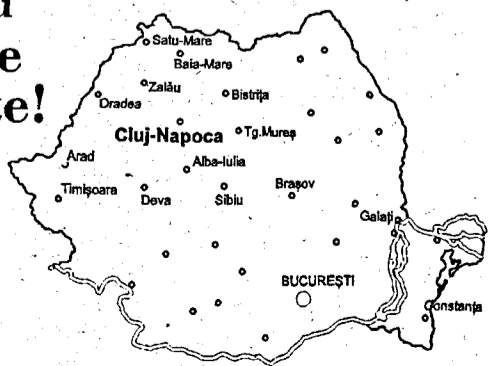 e
e!
Satu-Mare
Baia-Mare
Zalău
Oradea
Bistrița
Cluj-Napoca
Tg.Mureș
Arad
Alba-Iulia
Timișoara
Deva
Sibiu
Brașov
Galați
BUCUREȘTI
Constanța